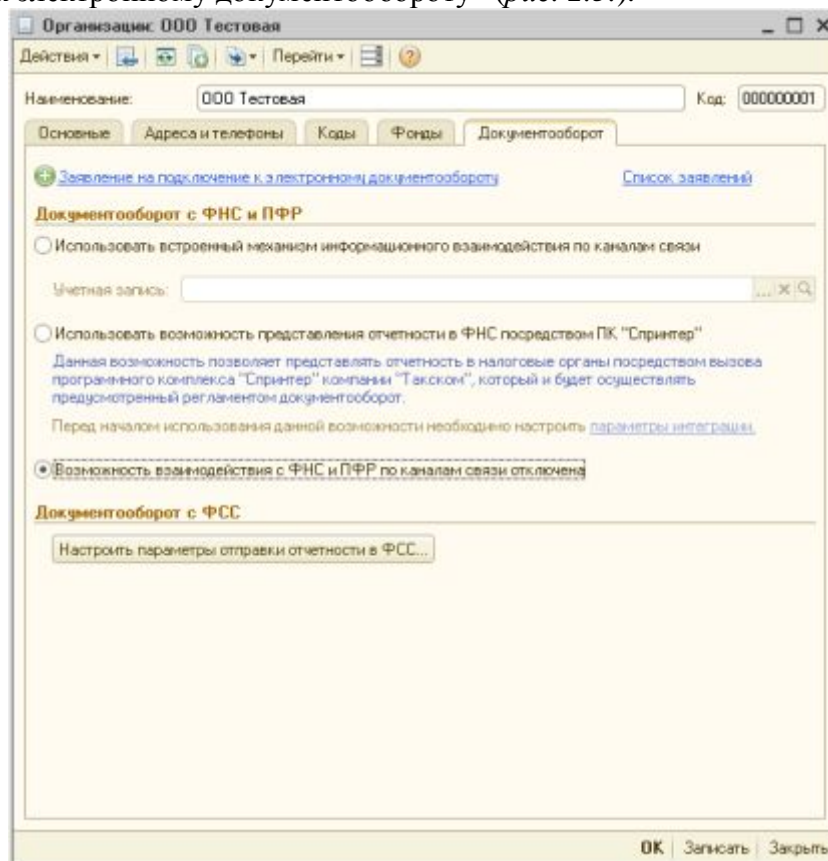 электронному документообороту" (рис. 2.3.).
Организации: ООО Тестовая
Действия Перейти
Наименование: ООО Тестовая Код: 000000001
Основные Адреса и телефоны Коды Фонды Документооборот
Заявление на подключение к электронному документообороту Список заявлений
Документооборот с ФНС и ПФР
Использовать встроенный механизм информационного взаимодействия по каналам связи
Учетная запись: ...
Использовать возможность представления отчетности в ФНС посредством ПК "Спринтер"
Данная возможность позволяет представлять отчетность в налоговые органы посредством вызова
программного комплекса "Спринтер" компании "Такском", который и будет осуществлять
предусмотренный регламентом документооборот.
Перед началом использования данной возможности необходимо настроить параметры интеграции.
Возможность взаимодействия с ФНС и ПФР по каналам связи отключена
Документооборот с ФСС
Настроить параметры отправки отчетности в ФСС...
OK Записать Закрыть